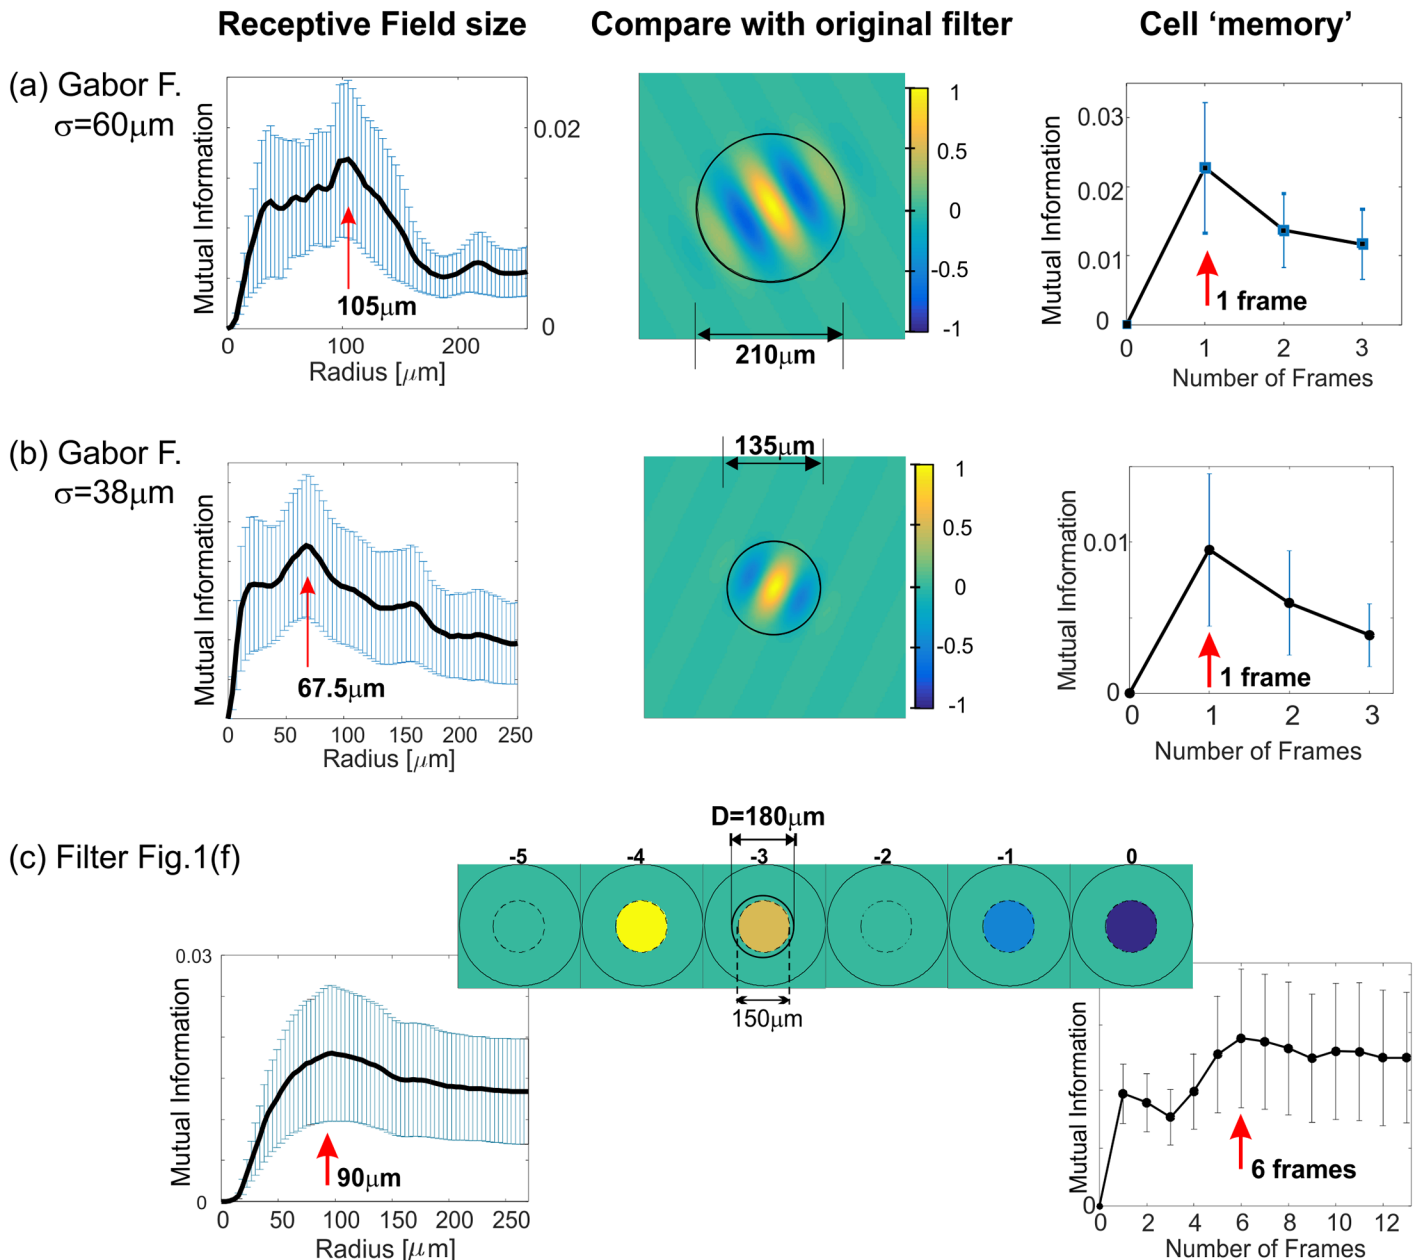 Receptive Field size
Compare with original filter
Cell ‘memory’
(a) Gabor F.
σ=60μm
Mutual Information
0.02
0
105μm
0 100 200
Radius [μm]
1
0.5
0
-0.5
-1
210μm
Mutual Information
0.03
0.02
0.01
0
1 frame
0 1 2 3
Number of Frames
(b) Gabor F.
σ=38μm
Mutual Information
67.5μm
0 50 100 150 200 250
Radius [μm]
135μm
1
0.5
0
-0.5
-1
Mutual Information
0.01
0
1 frame
0 1 2 3
Number of Frames
(c) Filter Fig.1(f)
D=180μm
-5 -4 -3 -2 -1 0
150μm
Mutual Information
0.03
0
90μm
0 50 100 150 200 250
Radius [μm]
Mutual Information
0
6 frames
0 2 4 6 8 10 12
Number of Frames